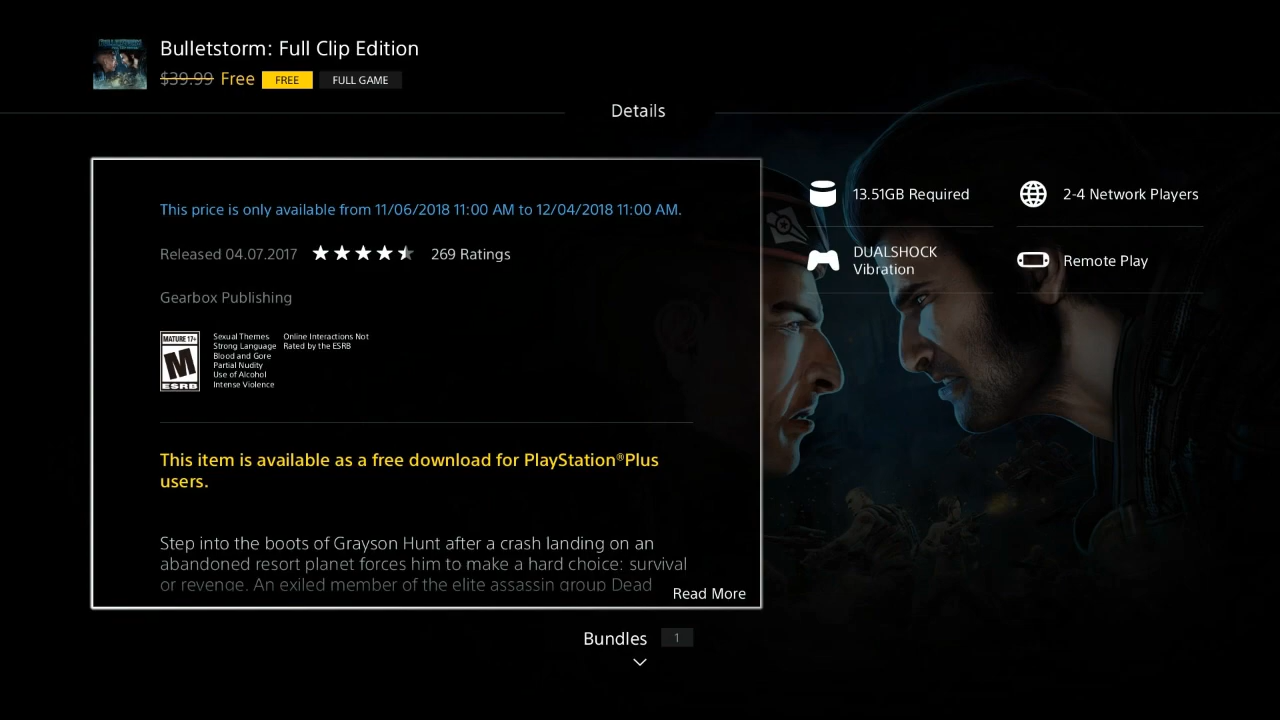 Bulletstorm: Full Clip Edition
$39.99 Free FREE FULL GAME
Details
This price is only available from 11/06/2018 11:00 AM to 12/04/2018 11:00 AM.
Released 04.07.2017 269 Ratings
Gearbox Publishing
MATURE 17+
M
ESRB
Sexual Themes
Strong Language
Blood and Gore
Partial Nudity
Use of Alcohol
Intense Violence
Online Interactions Not
Rated by the ESRB
This item is available as a free download for PlayStation®Plus
users.
Step into the boots of Grayson Hunt after a crash landing on an
abandoned resort planet forces him to make a hard choice: survival
or revenge. An exiled member of the elite assassin group Dead
Read More
13.51GB Required
2-4 Network Players
DUALSHOCK
Vibration
Remote Play
Bundles 1